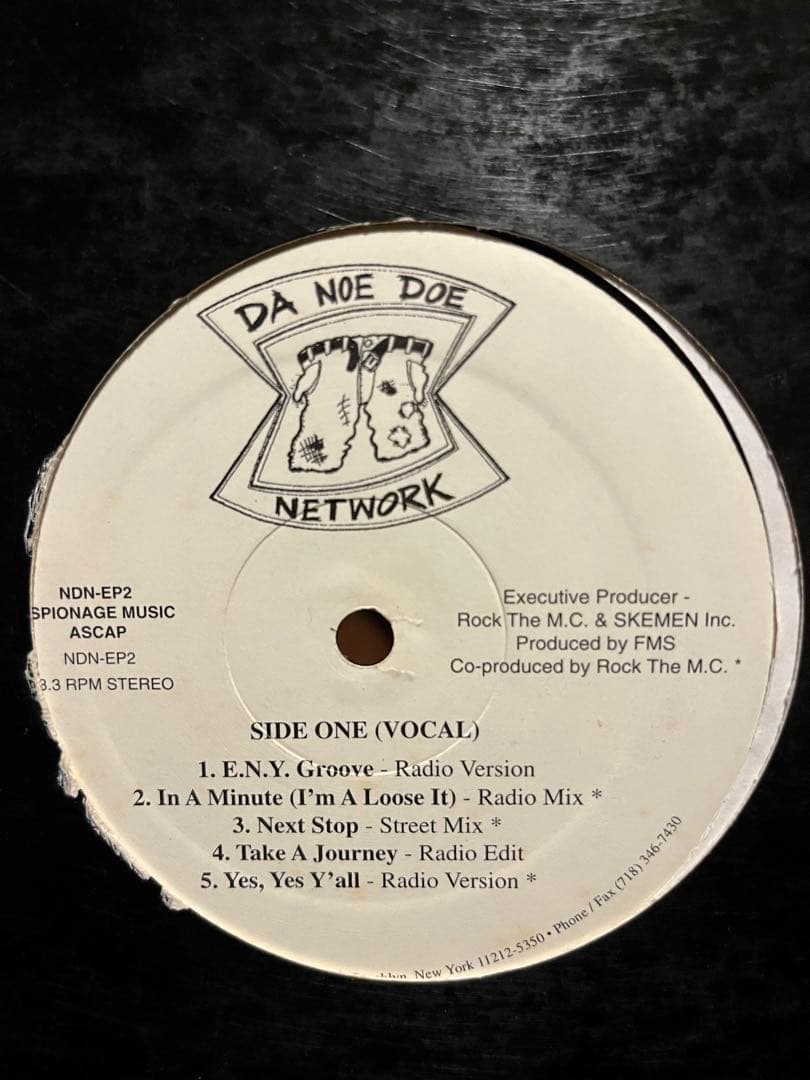 DA NOE DOE
NETWORK
NDN-EP2
SPIONAGE MUSIC
ASCAP
NDN-EP2
3.3 RPM STEREO
Executive Producer -
Rock The M.C. & SKEMEN Inc.
Produced by FMS
Co-produced by Rock The M.C. *
SIDE ONE (VOCAL)
1. E.N.Y. Groove - Radio Version
2. In A Minute (I'm A Loose It) - Radio Mix *
3. Next Stop - Street Mix *
4. Take A Journey - Radio Edit
5. Yes, Yes Y'all - Radio Version *
New York 11212-5350 • Phone / Fax (718) 346-7430